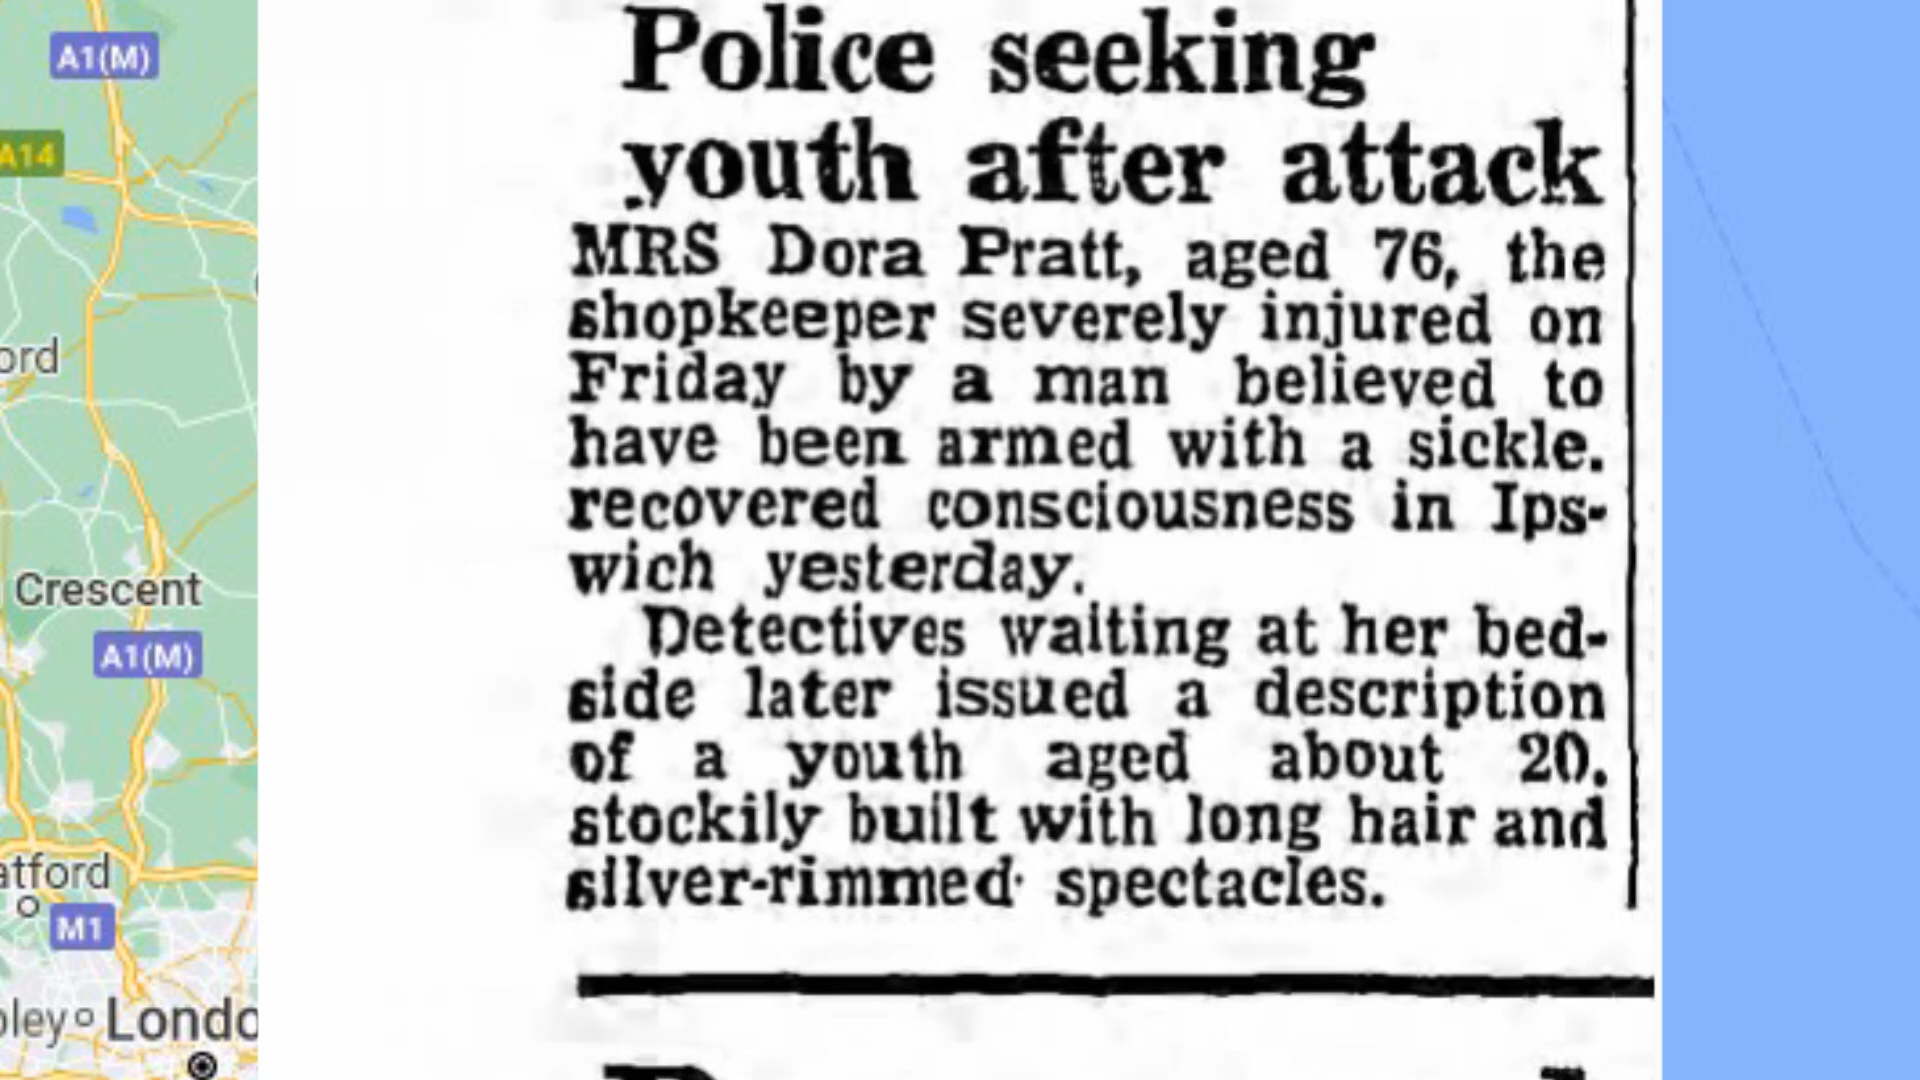 A1(M)
A14
ord
Crescent
A1(M)
atford
M1
oley
Londo
Police seeking
youth after attack
MRS Dora Pratt, aged 76, the
shopkeeper severely injured on
Friday by a man believed to
have been armed with a sickle.
recovered consciousness in Ips-
wich yesterday.
Detectives waiting at her bed-
side later issued a description
of a youth aged about 20.
stockily built with long hair and
silver-rimmed spectacles.